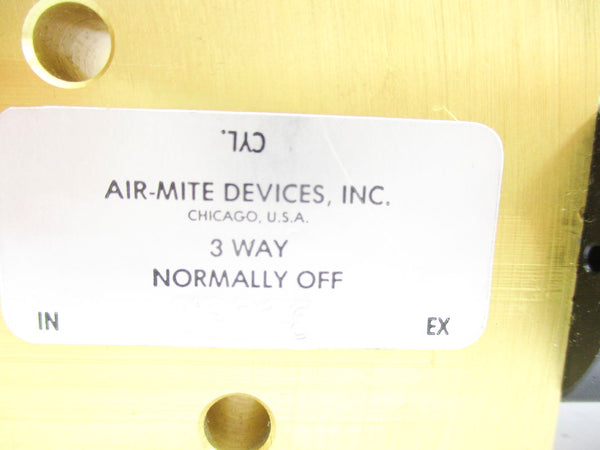 CYL.
AIR-MITE DEVICES, INC.
CHICAGO, U.S.A.
3 WAY
NORMALLY OFF
IN EX